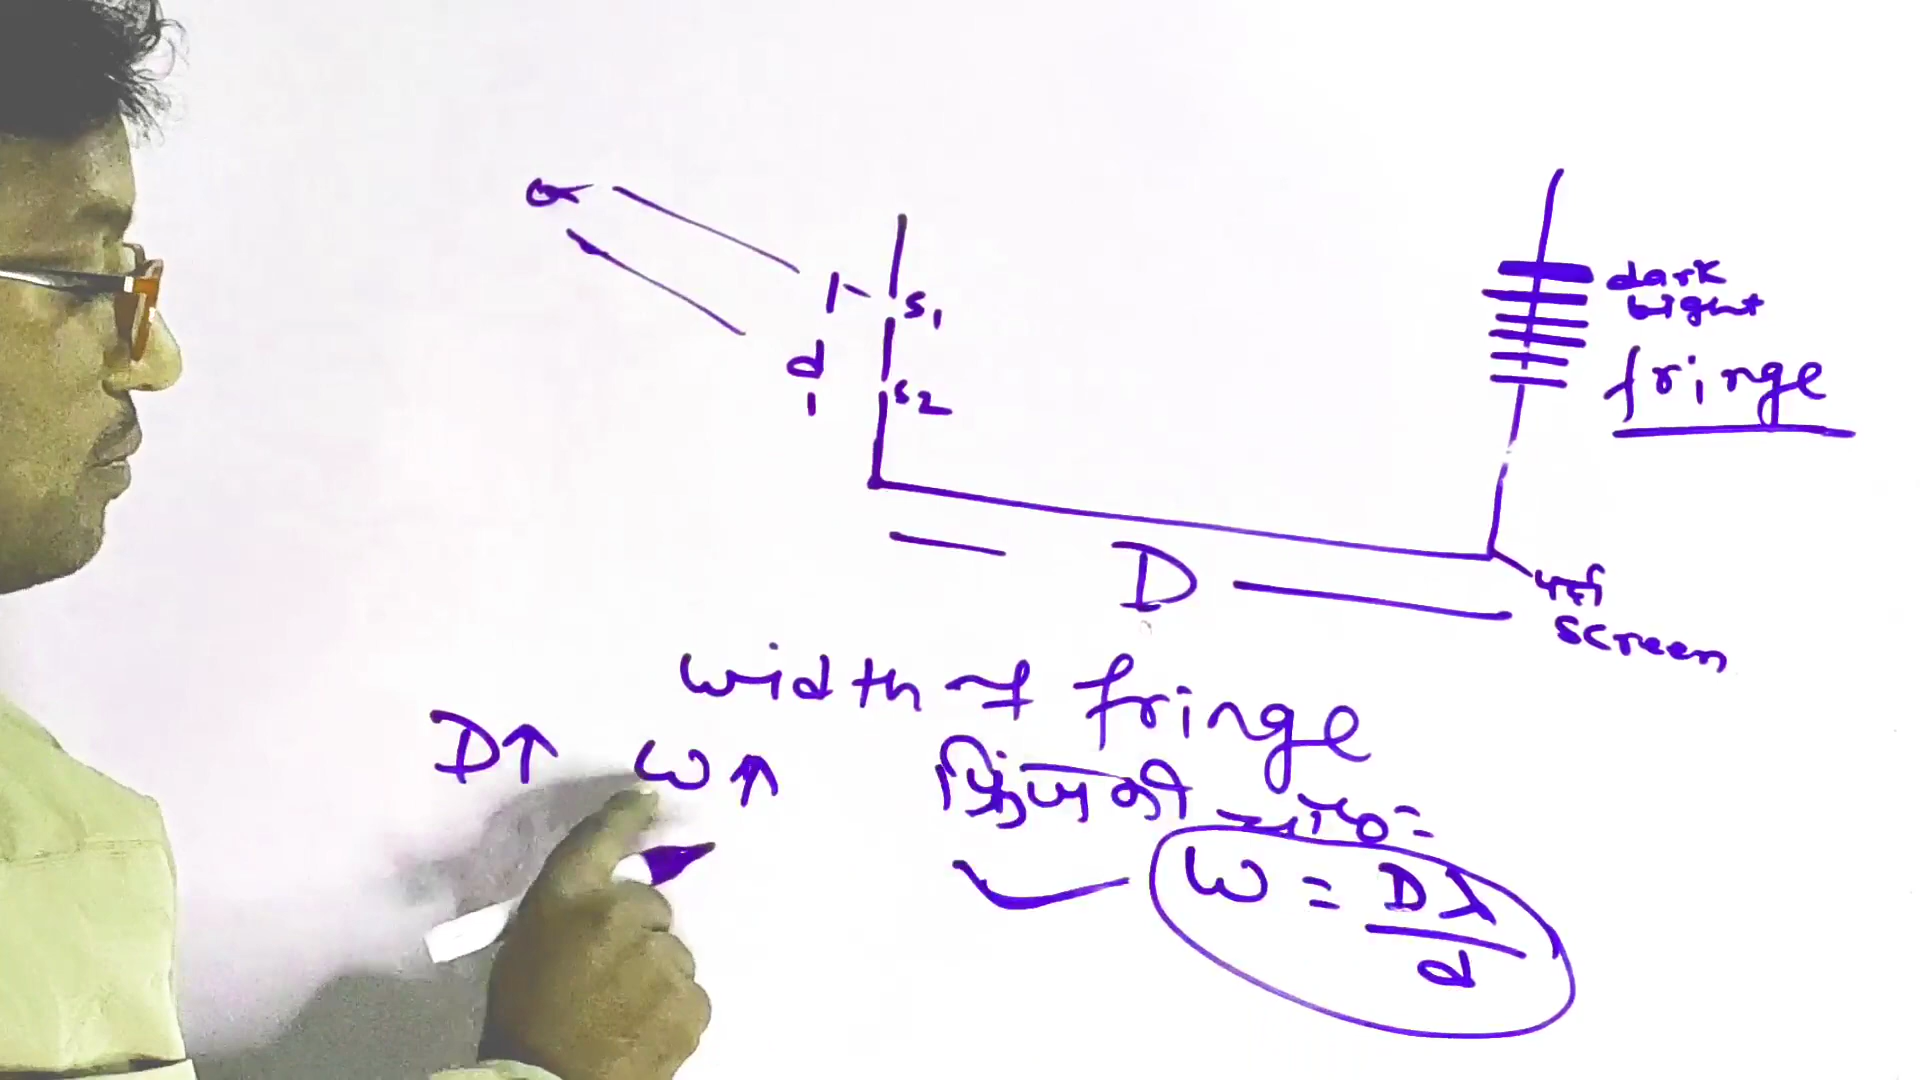 S1
d
S2
dark
bight
fringe
D
पर्दा
screen
width of fringe
D↑ W↑
फ्रिंज की चौड़ाई =
W = Dλ/d